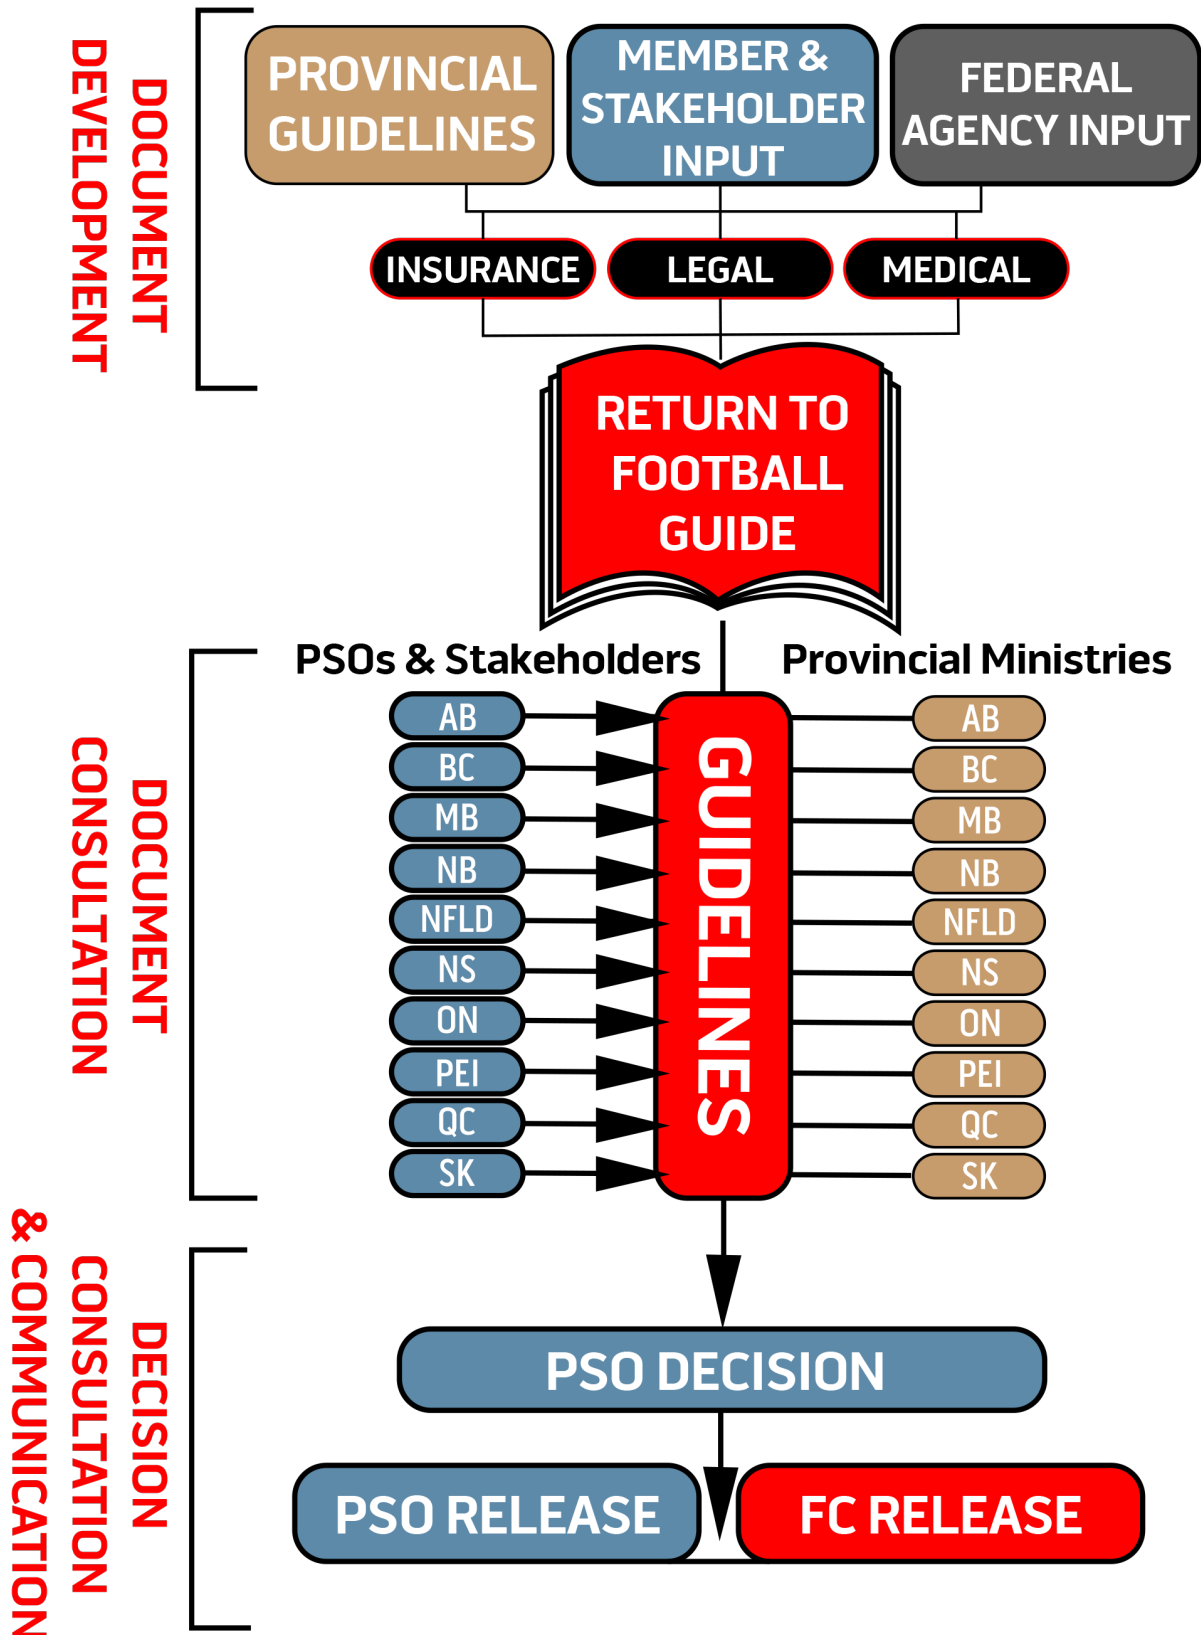 DOCUMENT
DEVELOPMENT
PROVINCIAL
GUIDELINES
MEMBER &
STAKEHOLDER
INPUT
FEDERAL
AGENCY INPUT
INSURANCE
LEGAL
MEDICAL
RETURN TO
FOOTBALL
GUIDE
DOCUMENT
CONSULTATION
PSOs & Stakeholders
AB
BC
MB
NB
NFLD
NS
ON
PEI
QC
SK
GUIDELINES
Provincial Ministries
AB
BC
MB
NB
NFLD
NS
ON
PEI
QC
SK
DECISION
CONSULTATION
& COMMUNICATION
PSO DECISION
PSO RELEASE
FC RELEASE